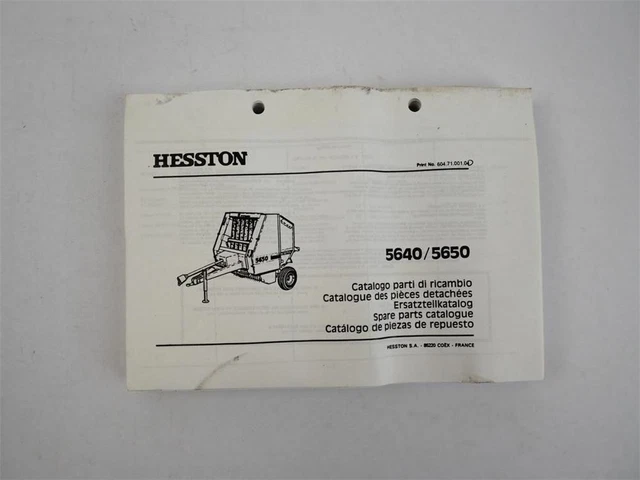 HESSTON
Print No. 604.71.001.00
5650
5640/5650
Catalogo parti di ricambio
Catalogue des pièces detachées
Ersatzteilkatalog
Spare parts catalogue
Catálogo de piezas de repuesto
HESSTON S.A. - 85220 COËX - FRANCE